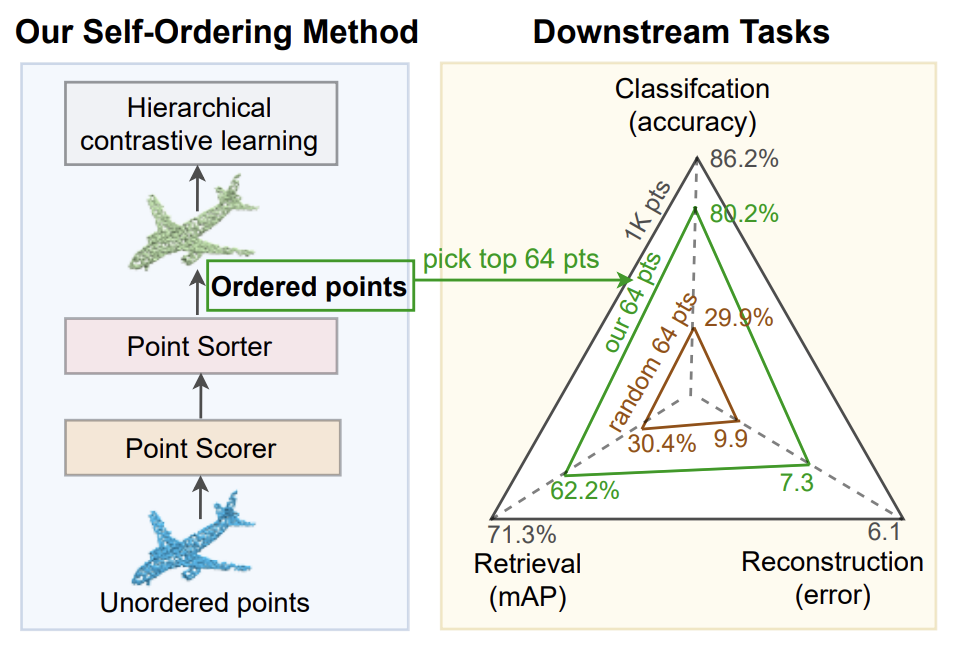 Our Self-Ordering Method
Hierarchical
contrastive learning
Ordered points
Point Sorter
Point Scorer
Unordered points
pick top 64 pts
Downstream Tasks
Classifcation
(accuracy)
86.2%
1K pts
80.2%
our 64 pts
29.9%
random 64 pts
30.4%
9.9
62.2%
7.3
71.3%
6.1
Retrieval
(mAP)
Reconstruction
(error)